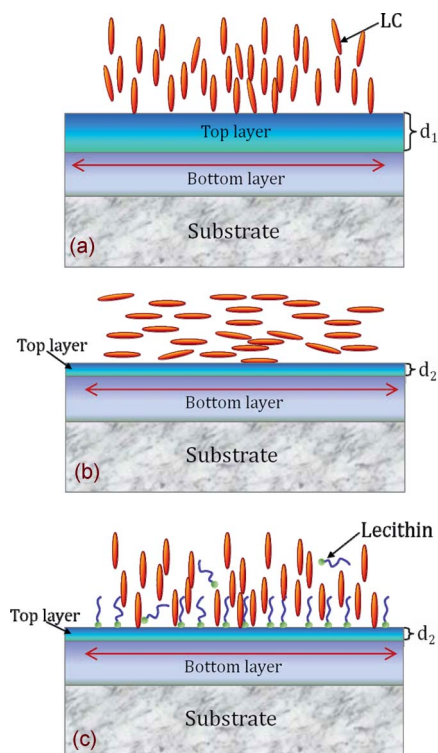 LC
Top layer
d1
Bottom layer
Substrate
(a)
Top layer
d2
Bottom layer
Substrate
(b)
Lecithin
Top layer
d2
Bottom layer
Substrate
(c)